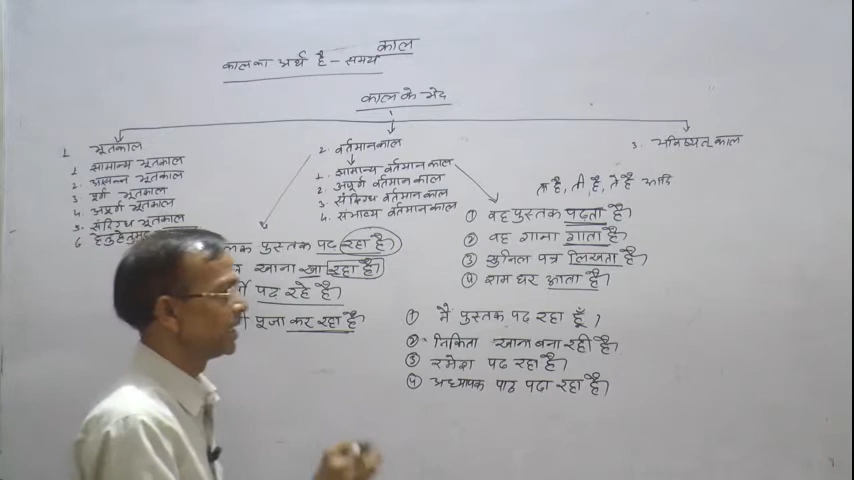 काल
काल का अर्थ है - समय
काल के भेद
1 भूतकाल
1 सामान्य भूतकाल
2 आसन्न भूतकाल
3 पूर्ण भूतकाल
4 अपूर्ण भूतकाल
5. संदिग्ध भूतकाल
6 हेतुहेतुमद्
2. वर्तमानकाल
1. सामान्य वर्तमान काल
2. अपूर्ण वर्तमान काल
3 संदिग्ध वर्तमान काल
4. सम्भाव्य वर्तमान काल
3. भविष्यत् काल
ता है, ती है, ते है आदि
① वह पुस्तक पढ़ता है।
② वह गाना गाता है।
③ सुनिल पत्र लिखता है।
④ राम घर आता है।
पुस्तक पढ रहा है।
खाना खा रहा है।
पढ रहे है।
पूजा कर रहा है।
① मै पुस्तक पढ रहा हूँ।
② निकिता खाना बना रही है।
③ रमेश पढ रहा है।
④ अध्यापक पाठ पढा रहा है।